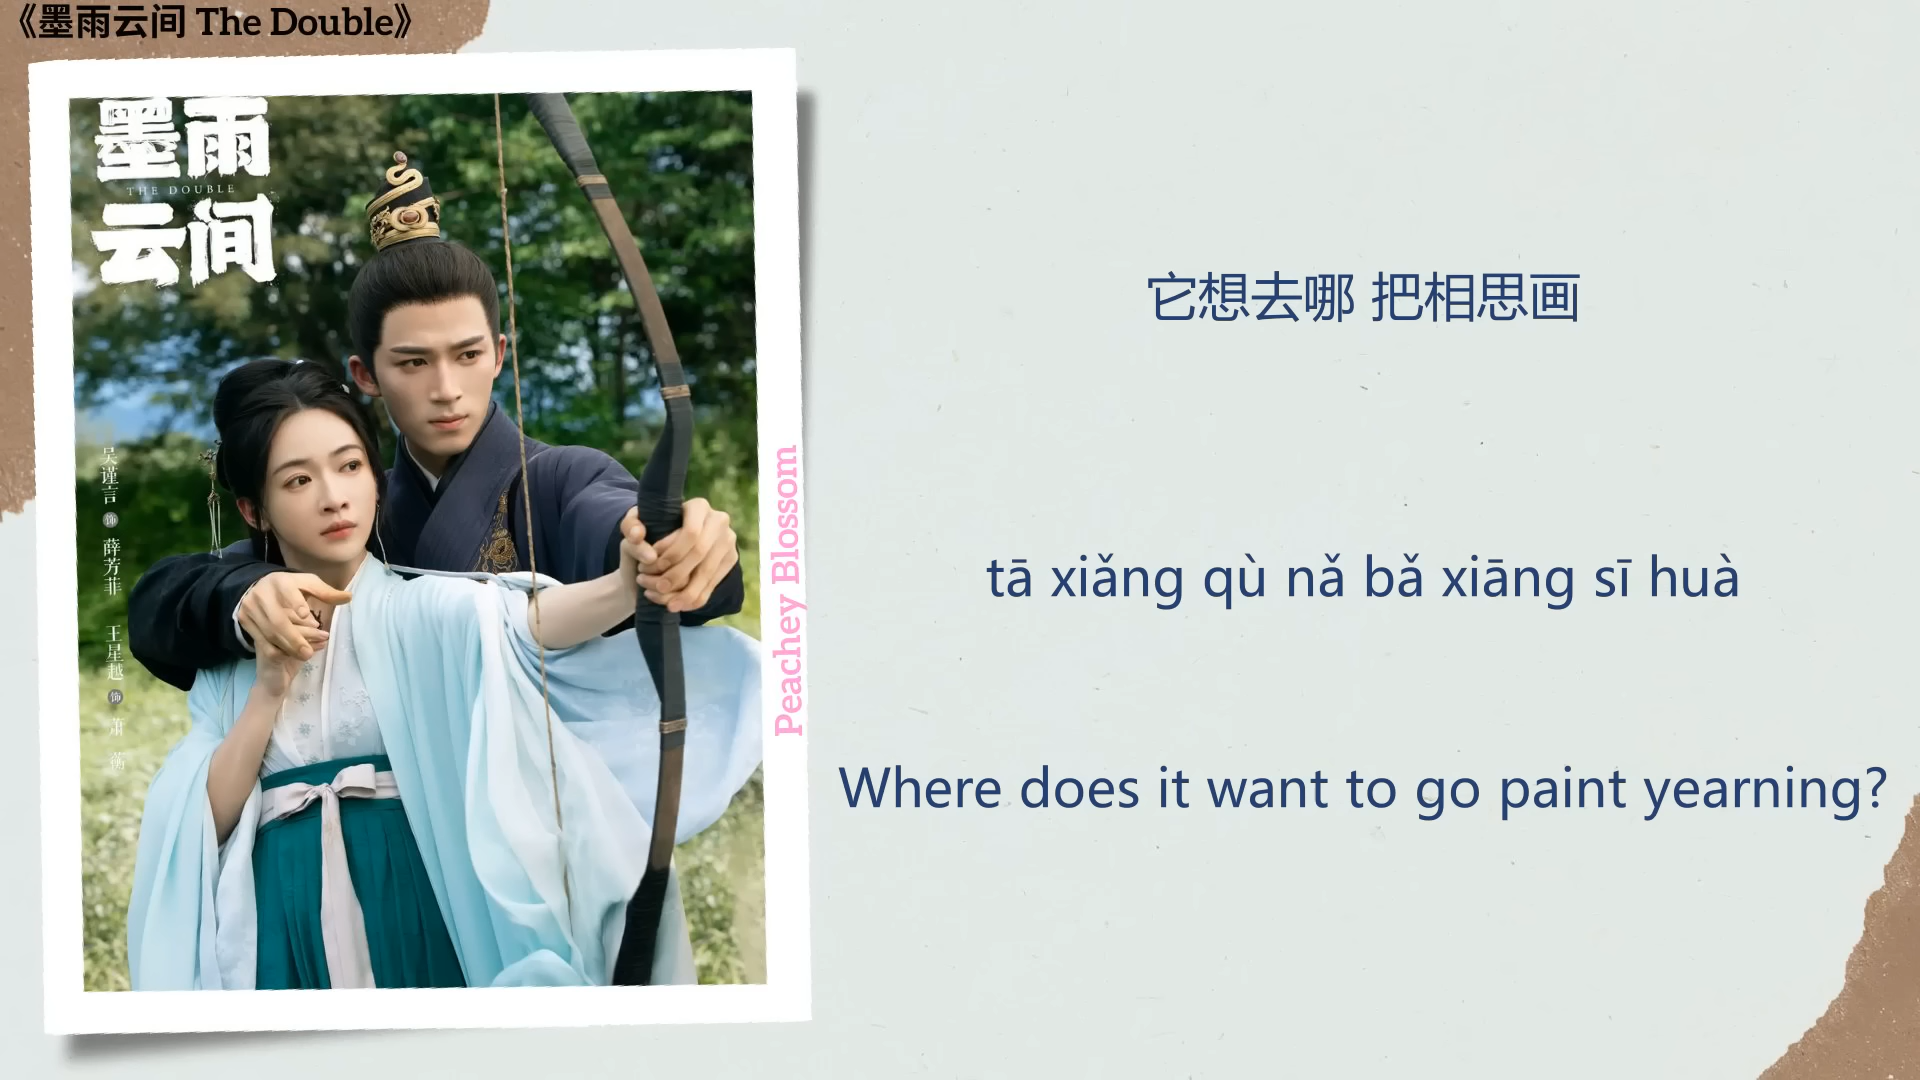 《墨雨云间 The Double》
墨雨
THE DOUBLE
云间
吴谨言 饰 薛芳菲 王星越 饰 萧蘅
Peachey Blossom
它想去哪 把相思画
tā xiǎng qù nǎ bǎ xiāng sī huà
Where does it want to go paint yearning?